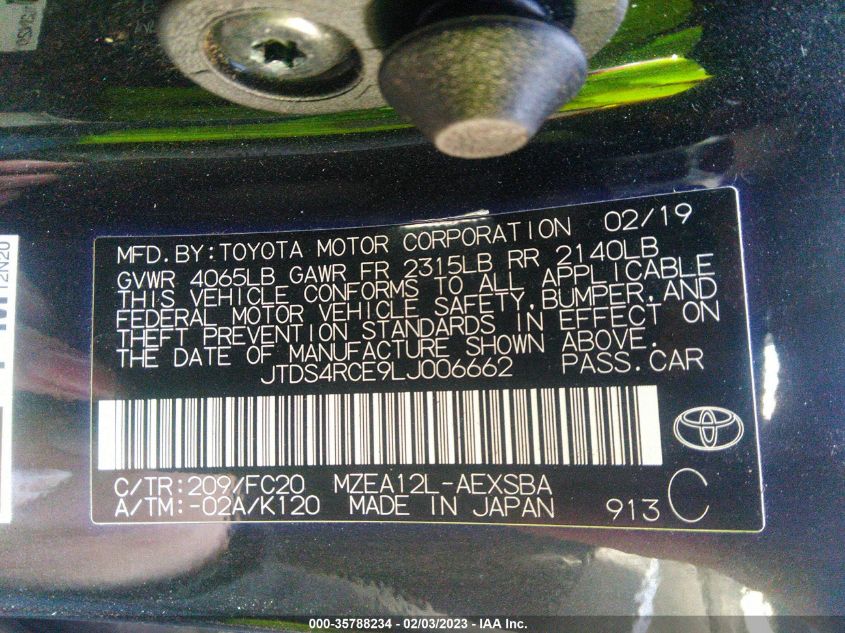 MFD.BY:TOYOTA MOTOR CORPORATION 02/19
GVWR 4065LB GAWR FR 2315LB RR 2140LB
THIS VEHICLE CONFORMS TO ALL APPLICABLE
FEDERAL MOTOR VEHICLE SAFETY,BUMPER,AND
THEFT PREVENTION STANDARDS IN EFFECT ON
THE DATE OF MANUFACTURE SHOWN ABOVE.
JTDS4RCE9LJ006662 PASS.CAR
C/TR:209/FC20 MZEA12L-AEXSBA
A/TM:-02A/K120 MADE IN JAPAN 913 C
12N20
000-35788234 - 02/03/2023 - IAA Inc.